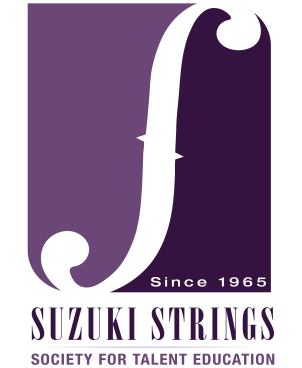 Since 1965
SUZUKI STRINGS
SOCIETY FOR TALENT EDUCATION